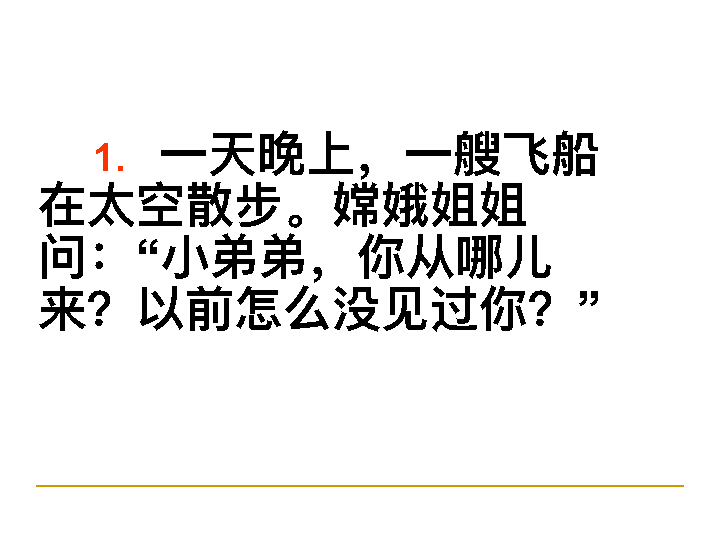 1. 一天晚上，一艘飞船
在太空散步。嫦娥姐姐
问：“小弟弟，你从哪儿
来？以前怎么没见过你？”